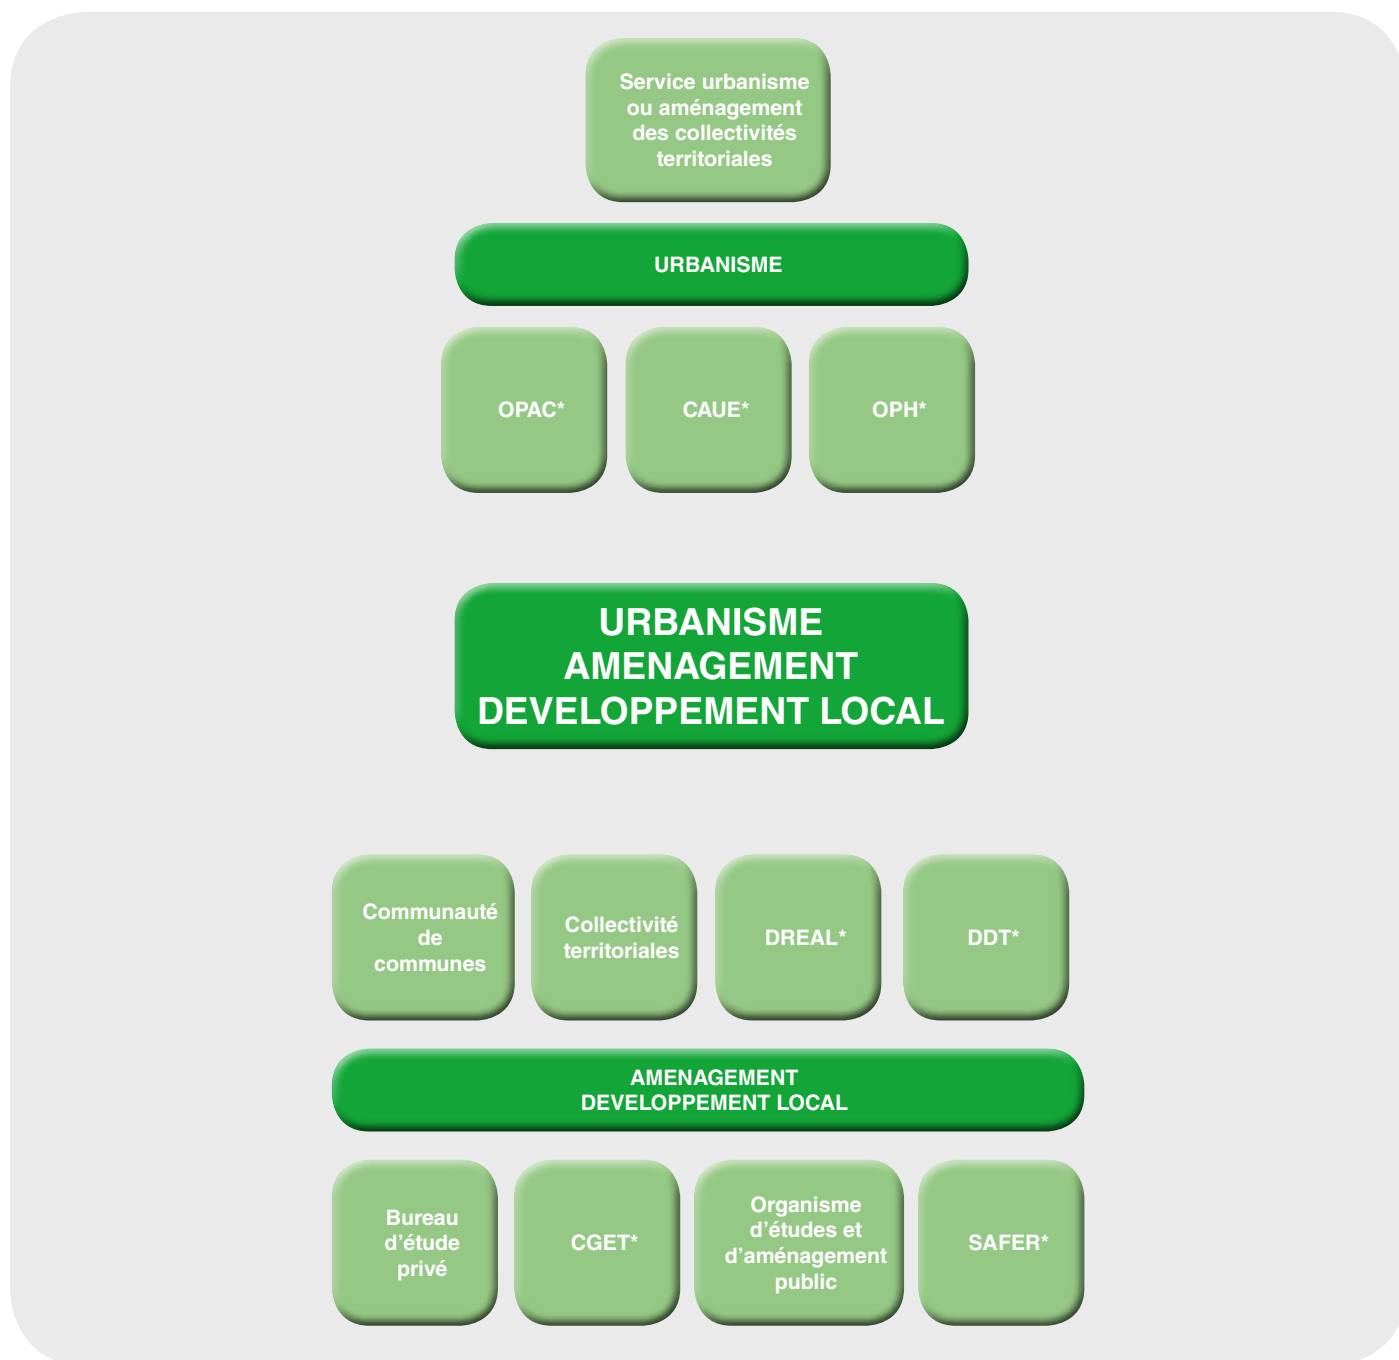 Service urbanisme
ou aménagement
des collectivités
territoriales
URBANISME
OPAC*
CAUE*
OPH*
URBANISME
AMENAGEMENT
DEVELOPPEMENT LOCAL
Communauté
de
communes
Collectivité
territoriales
DREAL*
DDT*
AMENAGEMENT
DEVELOPPEMENT LOCAL
Bureau
d’étude
privé
CGET*
Organisme
d’études et
d’aménagement
public
SAFER*